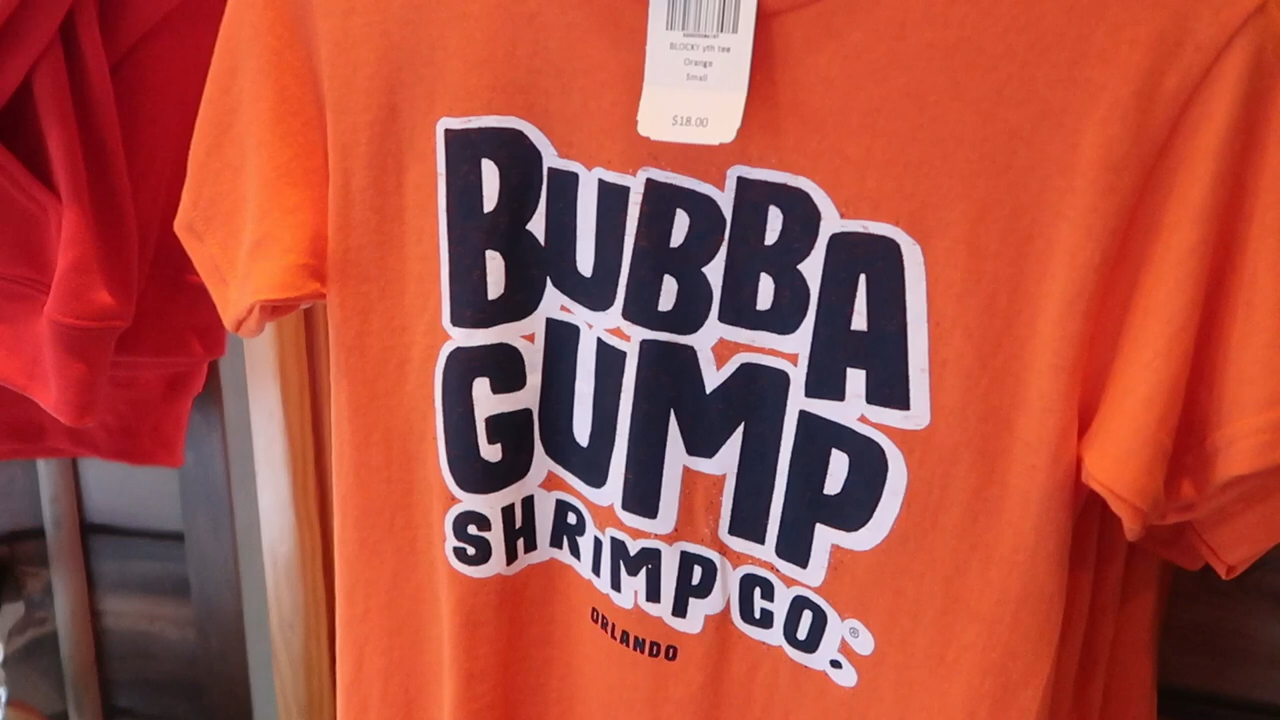 BLOCKY yth tee
Orange
Small
$18.00
BUBBA
GUMP
SHRIMP CO.®
ORLANDO